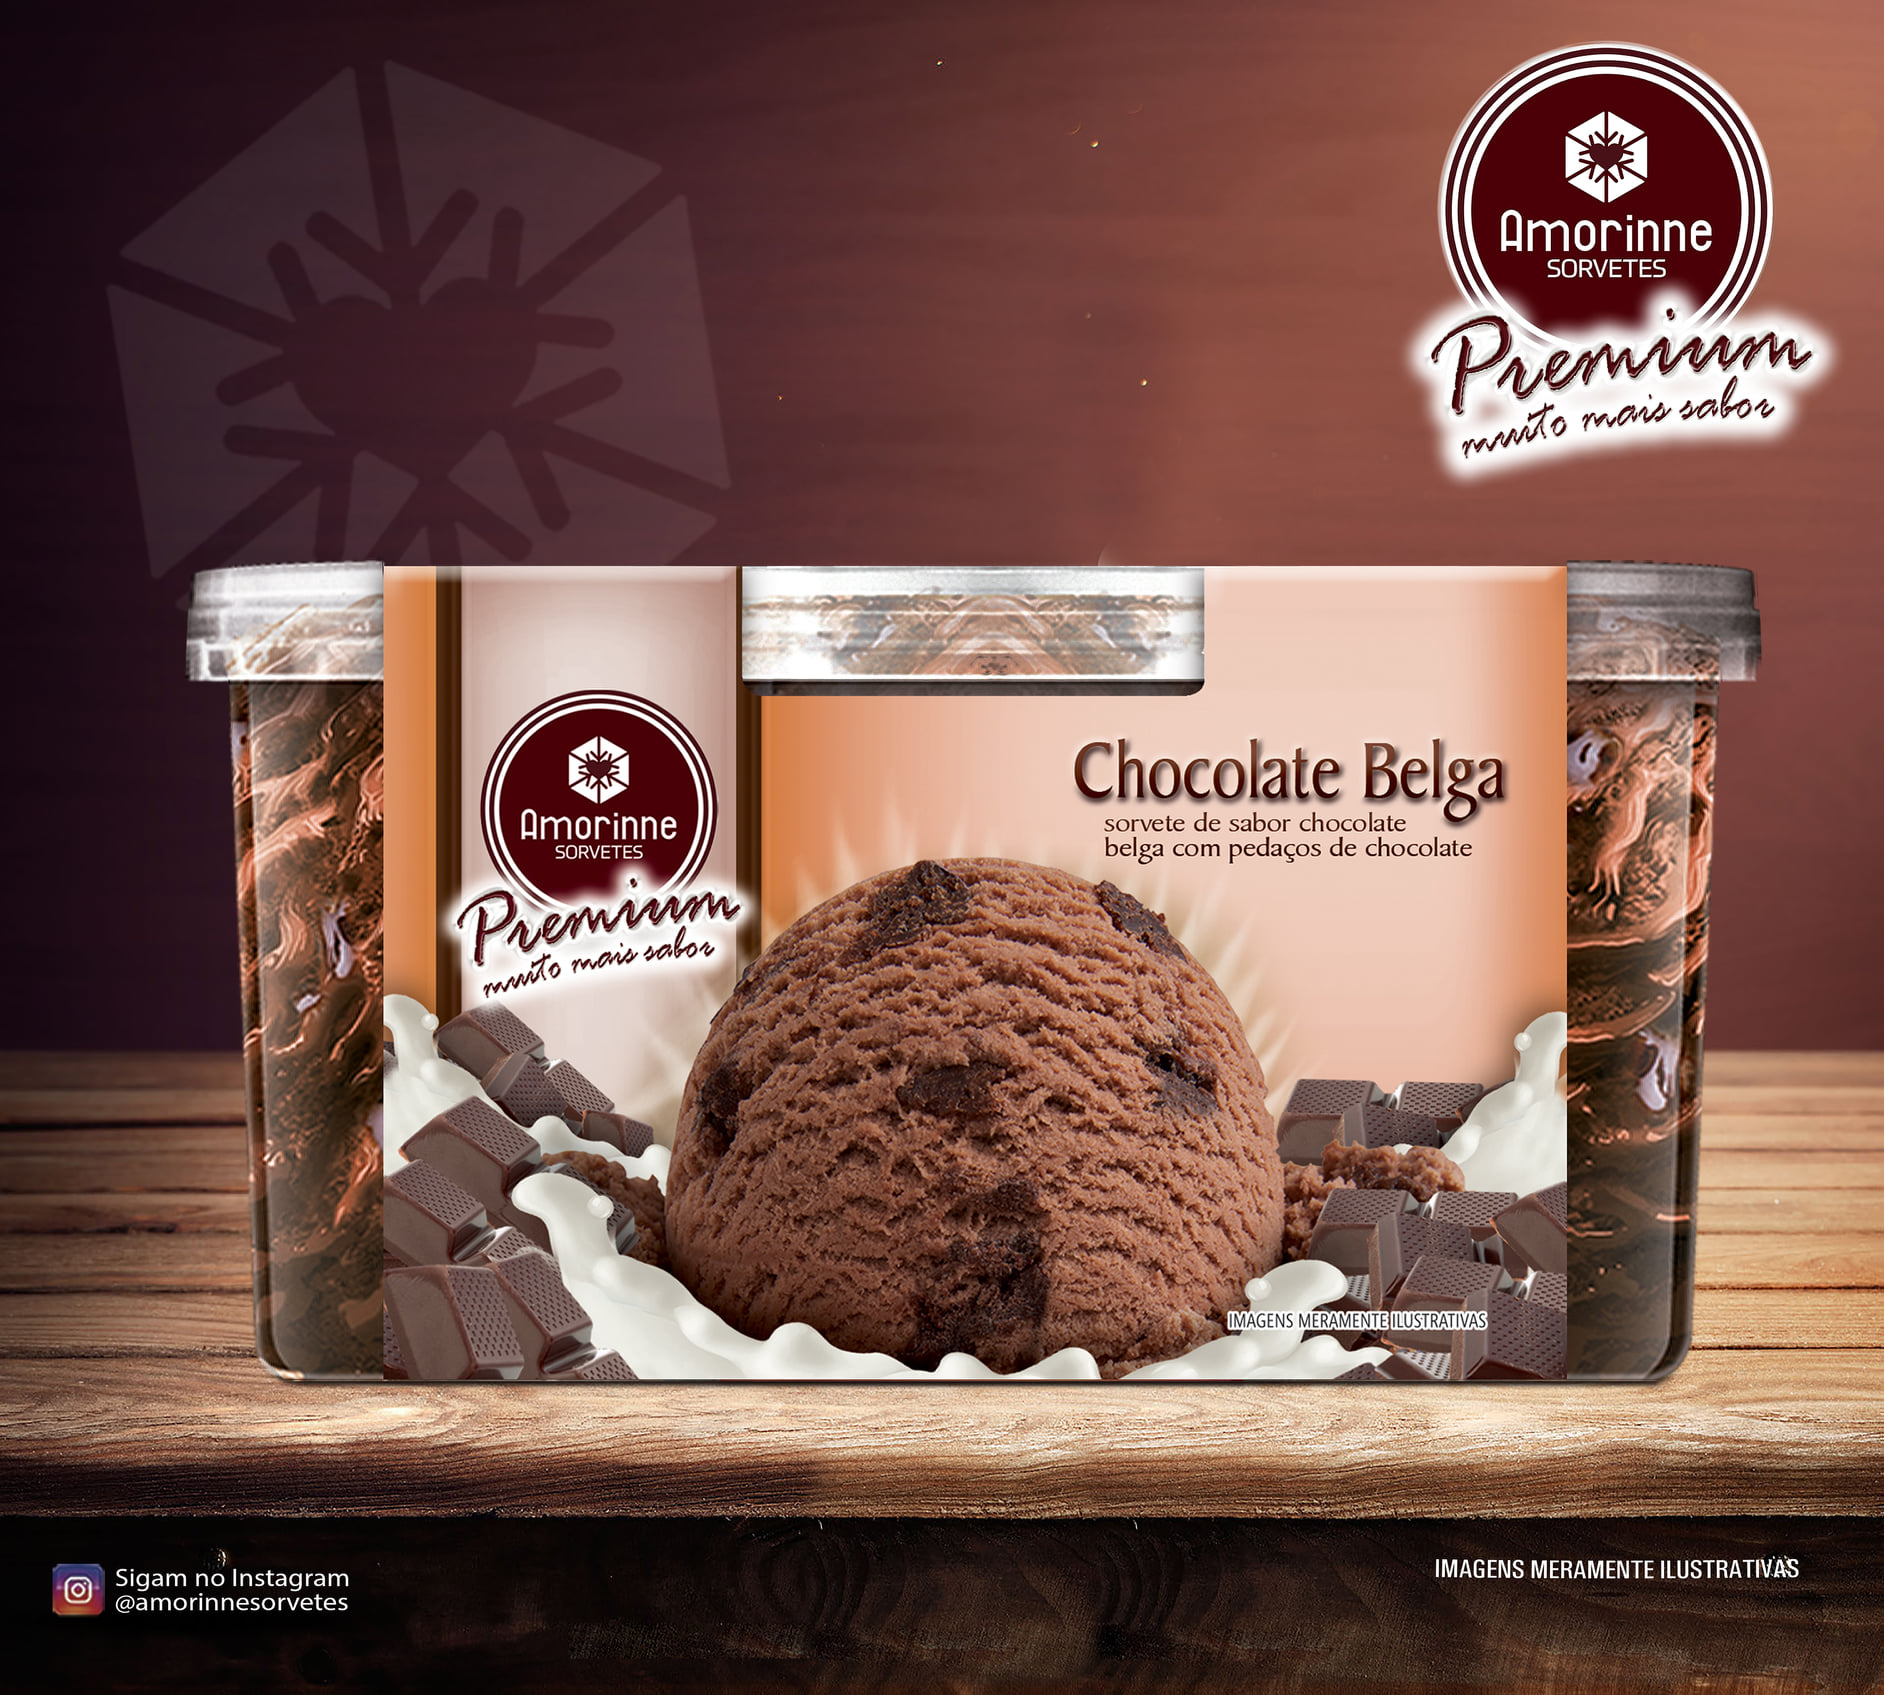 Amorinne
SORVETES
Premium
muito mais sabor
Amorinne
SORVETES
Premium
muito mais sabor
Chocolate Belga
sorvete de sabor chocolate
belga com pedaços de chocolate
IMAGENS MERAMENTE ILUSTRATIVAS
Sigam no Instagram
@amorinnesorvetes
IMAGENS MERAMENTE ILUSTRATIVAS